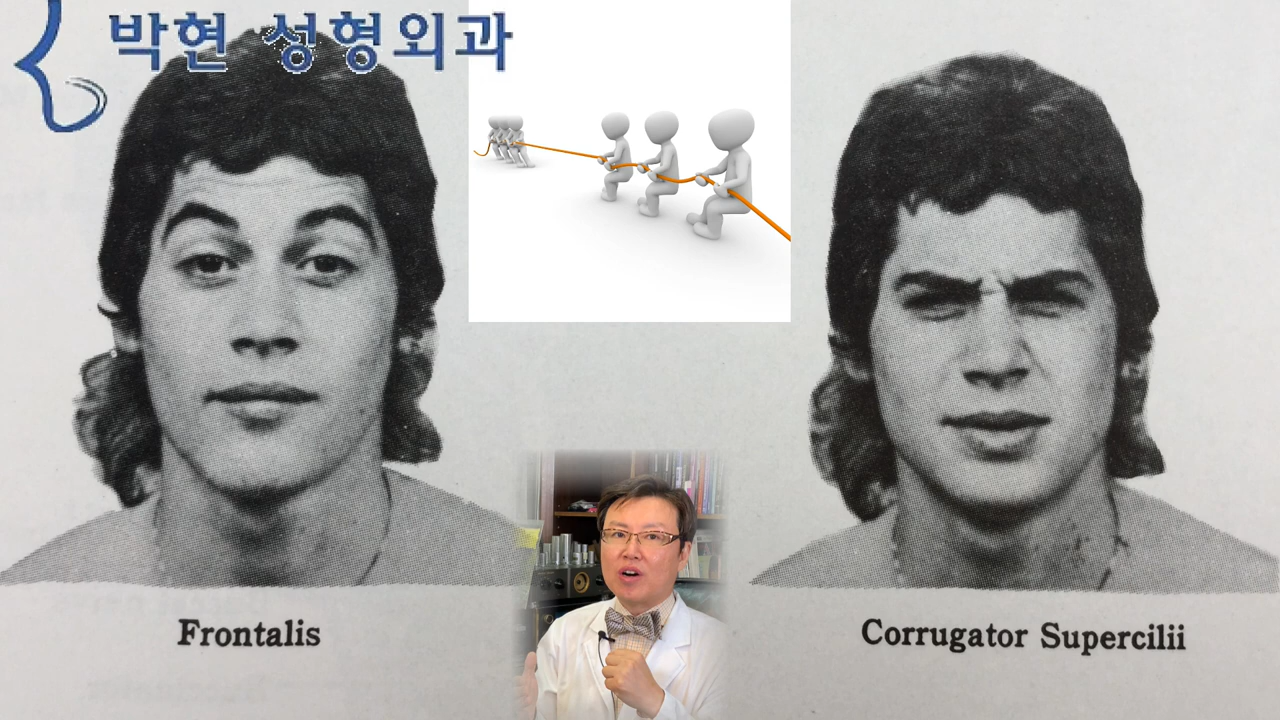 박현 성형외과
Frontalis
Corrugator Supercilii